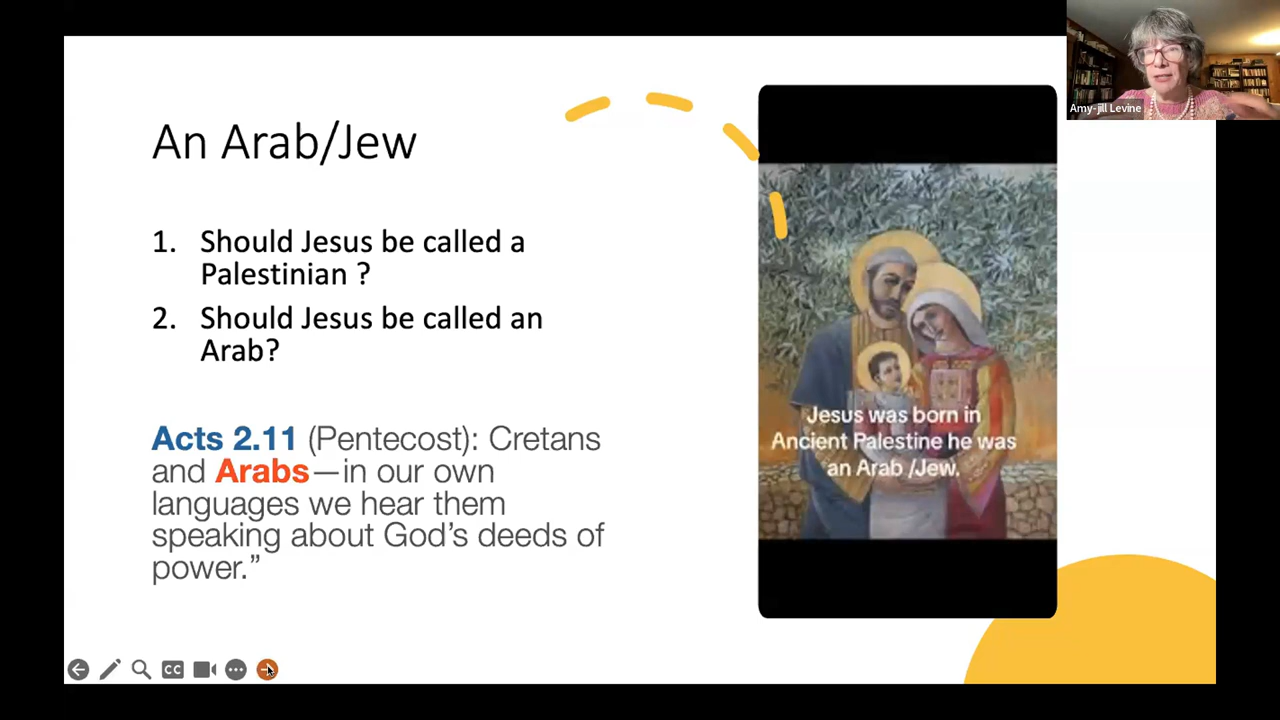 An Arab/Jew
1. Should Jesus be called a
Palestinian ?
2. Should Jesus be called an
Arab?
Acts 2.11 (Pentecost): Cretans
and Arabs—in our own
languages we hear them
speaking about God's deeds of
power.”
Jesus was born in
Ancient Palestine he was
an Arab /Jew.
Amy-jill Levine
CC